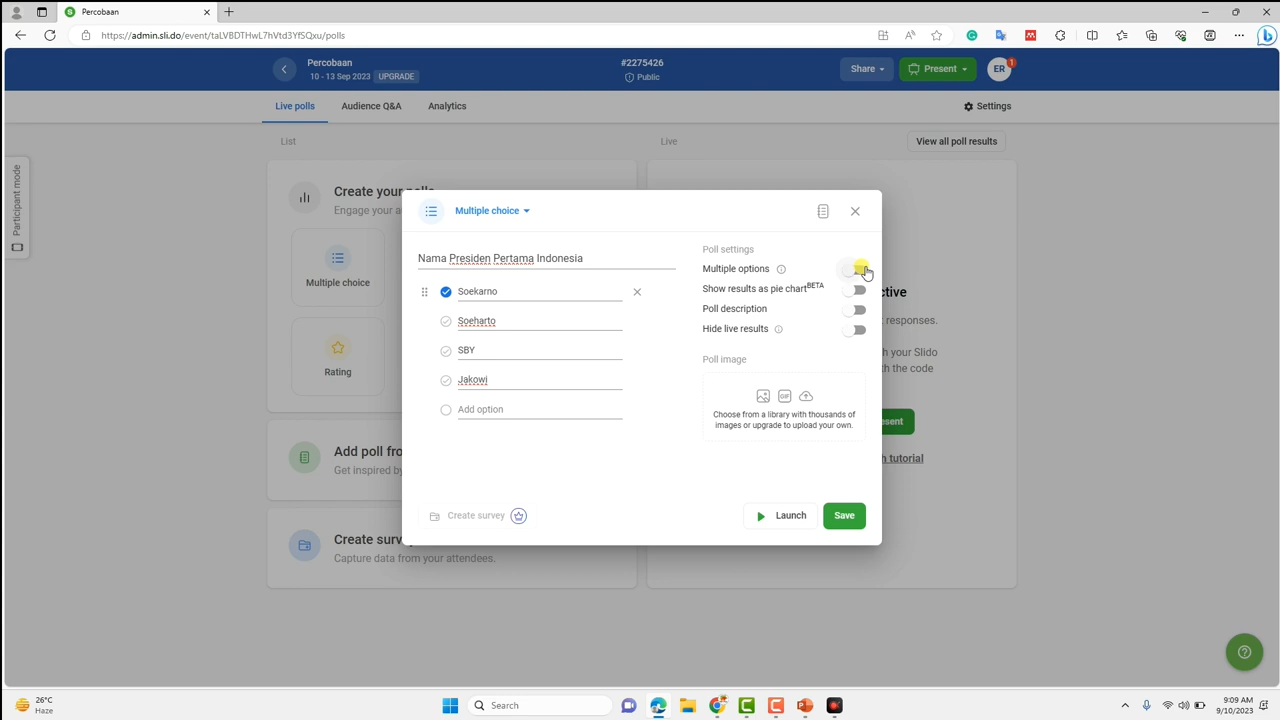 Percobaan
https://admin.sli.do/event/taLVBDTHwL7hVtd3YfSQxu/polls
Percobaan
10 - 13 Sep 2023 UPGRADE
#2275426
Public
Share
Present
ER
1
Live polls
Audience Q&A
Analytics
Settings
Participant mode
List
Live
View all poll results
Create your polls
Engage your a
Multiple choice
Rating
Add poll fro
Get inspired by
Create surv
Capture data from your attendees.
Multiple choice
Nama Presiden Pertama Indonesia
Soekarno
Soeharto
SBY
Jakowi
Add option
Create survey
Poll settings
Multiple options
Show results as pie chart BETA
Poll description
Hide live results
Poll image
GIF
Choose from a library with thousands of
images or upgrade to upload your own.
Launch
Save
ctive
t responses.
h your Slido
with the code
esent
h tutorial
26°C
Haze
Search
9:09 AM
9/10/2023